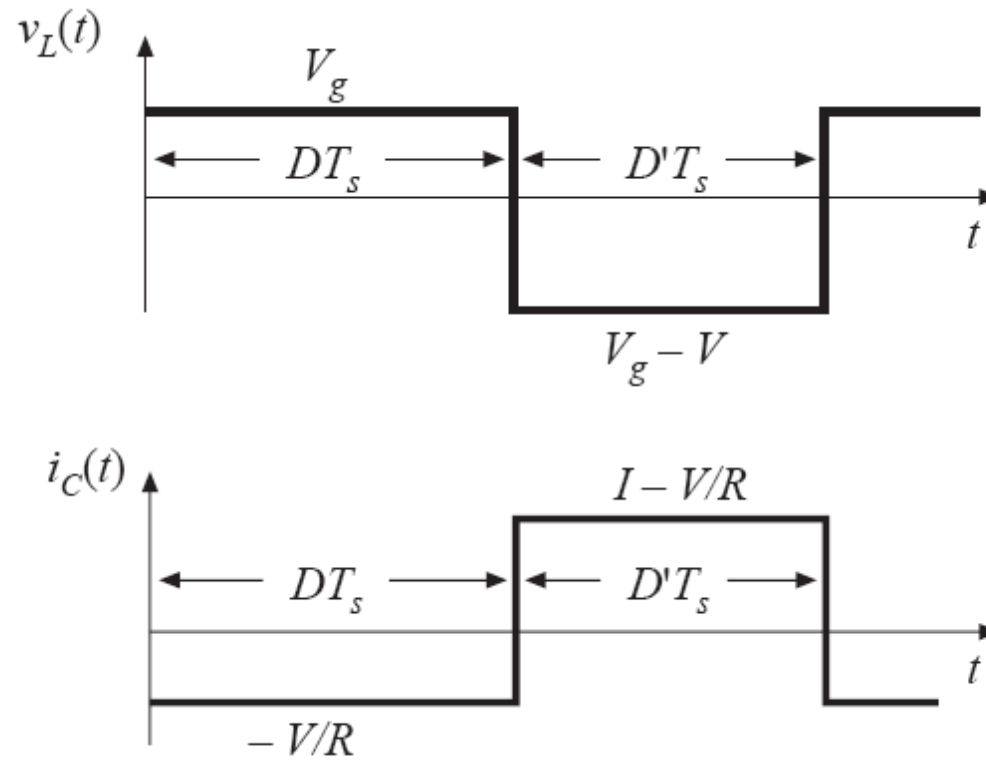 v_L(t)
V_g
DT_s D'T_s
t
V_g – V
i_C(t)
I – V/R
DT_s D'T_s
t
– V/R